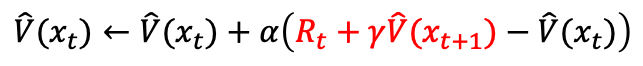 V̂(xₜ) ← V̂(xₜ) + α(Rₜ + γV̂(xₜ₊₁) − V̂(xₜ))